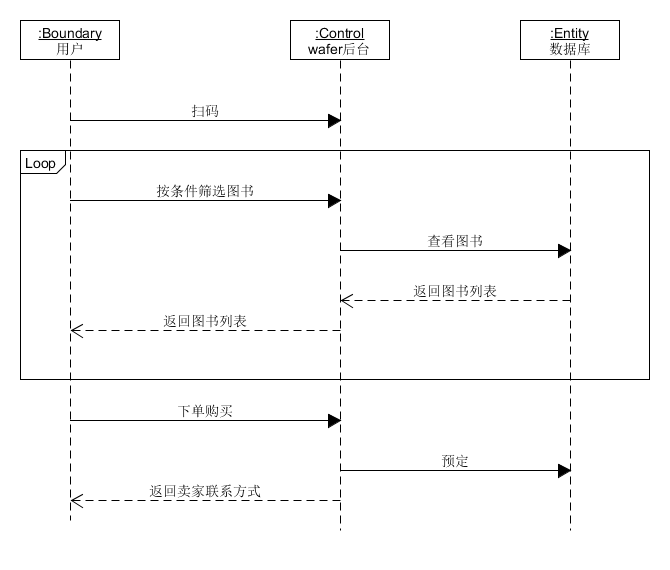 :Boundary
用户
:Control
wafer后台
:Entity
数据库
扫码
Loop
按条件筛选图书
查看图书
返回图书列表
返回图书列表
下单购买
预定
返回卖家联系方式